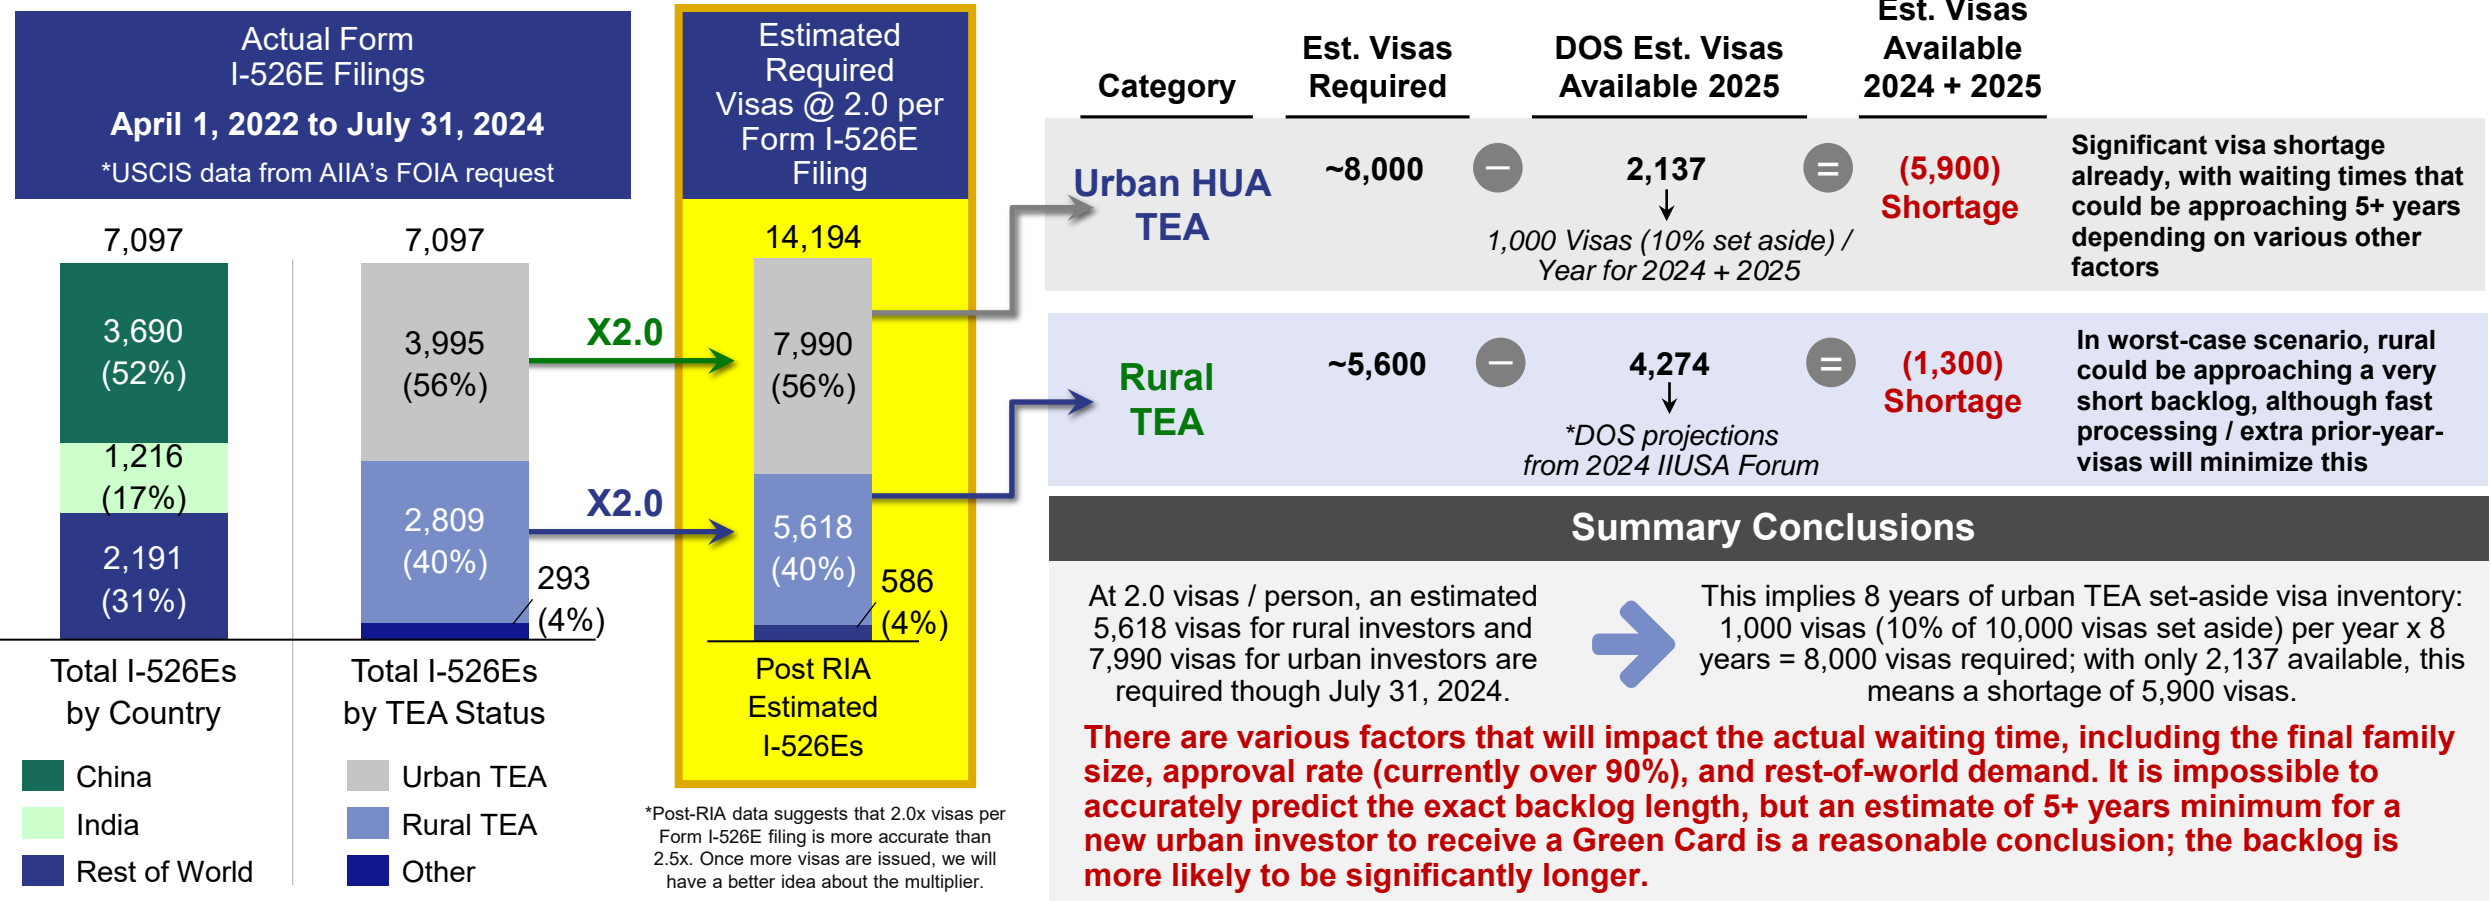 Actual Form
I-526E Filings
April 1, 2022 to July 31, 2024
*USCIS data from AIIA's FOIA request
7,097
3,690
(52%)
1,216
(17%)
2,191
(31%)
Total I-526Es
by Country
China
India
Rest of World
7,097
3,995
(56%)
2,809
(40%)
293
(4%)
Total I-526Es
by TEA Status
Urban TEA
Rural TEA
Other
X2.0
X2.0
Estimated
Required
Visas @ 2.0 per
Form I-526E
Filing
14,194
7,990
(56%)
5,618
(40%)
586
(4%)
Post RIA
Estimated
I-526Es
*Post-RIA data suggests that 2.0x visas per
Form I-526E filing is more accurate than
2.5x. Once more visas are issued, we will
have a better idea about the multiplier.
Category
Est. Visas
Required
DOS Est. Visas
Available 2025
Est. Visas
Available
2024 + 2025
Urban HUA
TEA
~8,000
−
2,137
1,000 Visas (10% set aside) /
Year for 2024 + 2025
=
(5,900)
Shortage
Significant visa shortage
already, with waiting times that
could be approaching 5+ years
depending on various other
factors
Rural
TEA
~5,600
−
4,274
*DOS projections
from 2024 IIUSA Forum
=
(1,300)
Shortage
In worst-case scenario, rural
could be approaching a very
short backlog, although fast
processing / extra prior-year-
visas will minimize this
Summary Conclusions
At 2.0 visas / person, an estimated
5,618 visas for rural investors and
7,990 visas for urban investors are
required though July 31, 2024.
This implies 8 years of urban TEA set-aside visa inventory:
1,000 visas (10% of 10,000 visas set aside) per year x 8
years = 8,000 visas required; with only 2,137 available, this
means a shortage of 5,900 visas.
There are various factors that will impact the actual waiting time, including the final family
size, approval rate (currently over 90%), and rest-of-world demand. It is impossible to
accurately predict the exact backlog length, but an estimate of 5+ years minimum for a
new urban investor to receive a Green Card is a reasonable conclusion; the backlog is
more likely to be significantly longer.